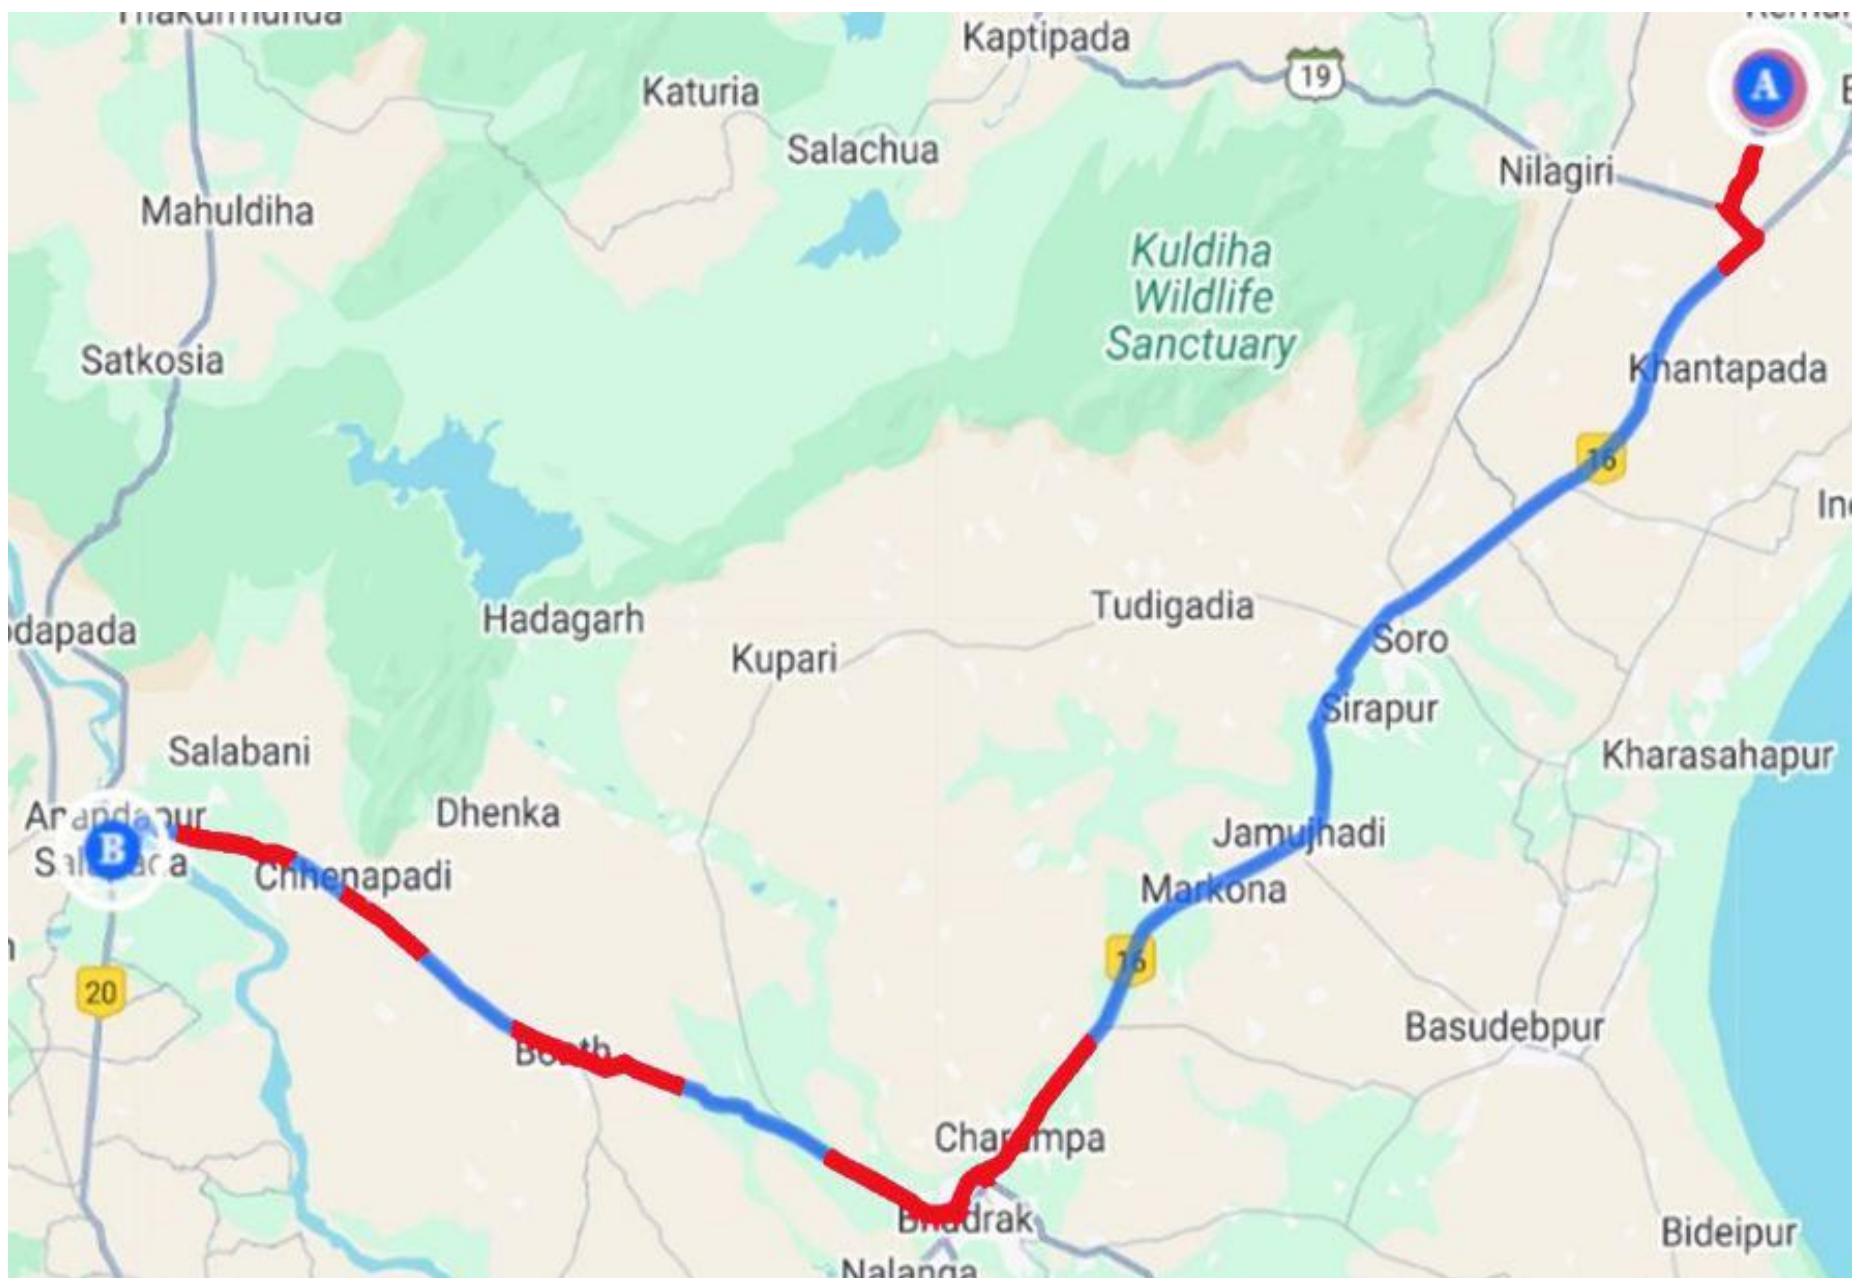 Kaptipada
19
A
Katuria
Salachua
Nilagiri
Mahuldiha
Kuldiha
Wildlife
Sanctuary
Satkosia
Khantapada
16
Tudigadia
Hadagarh
Soro
Kupari
Sirapur
Salabani
Kharasahapur
Dhenka
Jamujhadi
B
Chhenapadi
Markona
16
20
Basudebpur
Charampa
Bhadrak
Bideipur
Nalanga